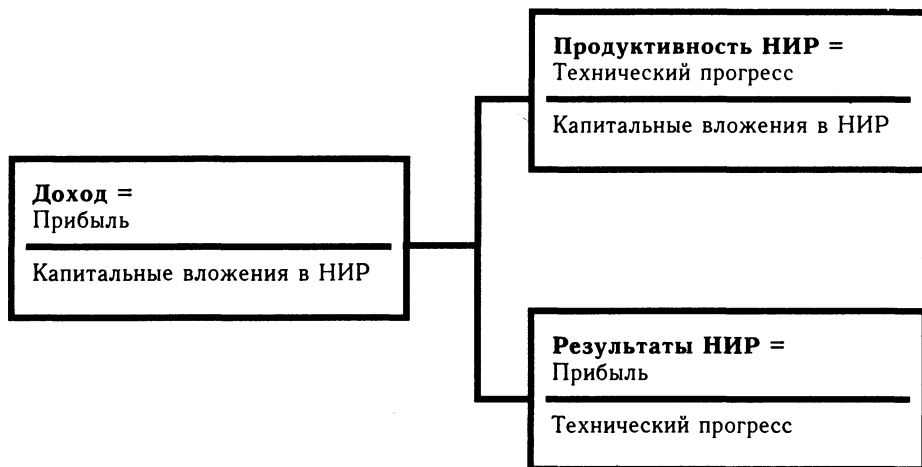 Продуктивность НИР =
Технический прогресс
Капитальные вложения в НИР
Доход =
Прибыль
Капитальные вложения в НИР
Результаты НИР =
Прибыль
Технический прогресс